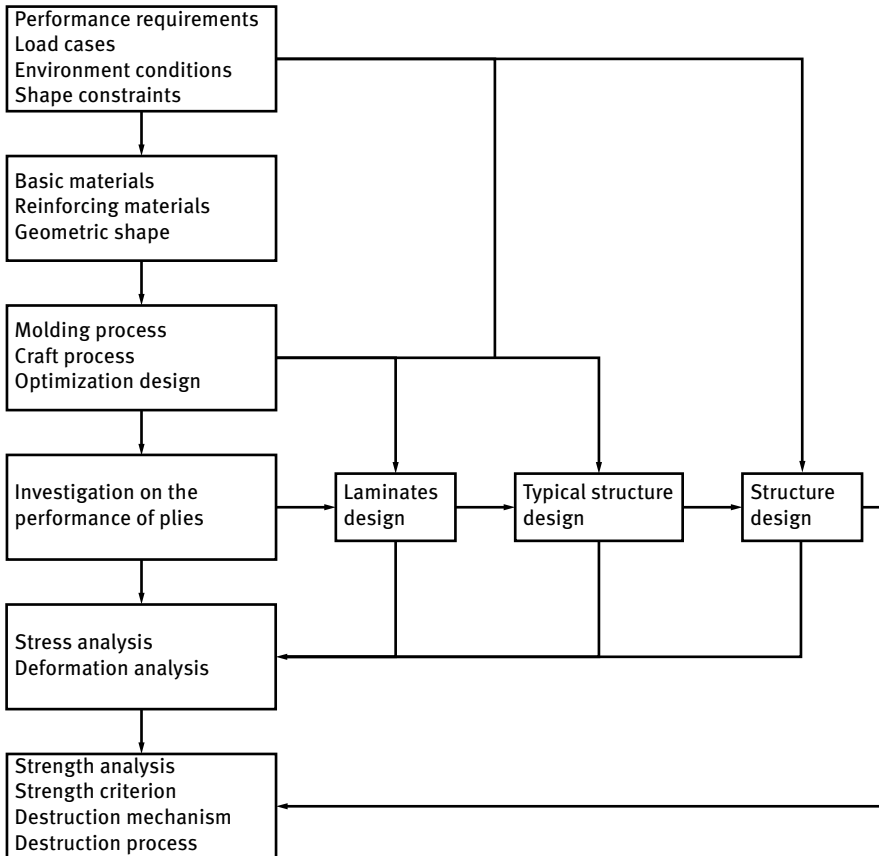 Performance requirements
Load cases
Environment conditions
Shape constraints
Basic materials
Reinforcing materials
Geometric shape
Molding process
Craft process
Optimization design
Investigation on the
performance of plies
Laminates
design
Typical structure
design
Structure
design
Stress analysis
Deformation analysis
Strength analysis
Strength criterion
Destruction mechanism
Destruction process